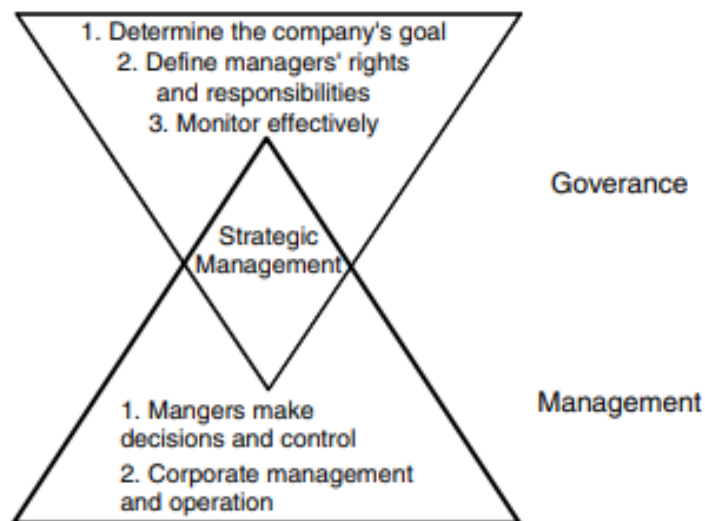 1. Determine the company's goal
2. Define managers' rights
and responsibilities
3. Monitor effectively
Goverance
Strategic
Management
Management
1. Mangers make
decisions and control
2. Corporate management
and operation